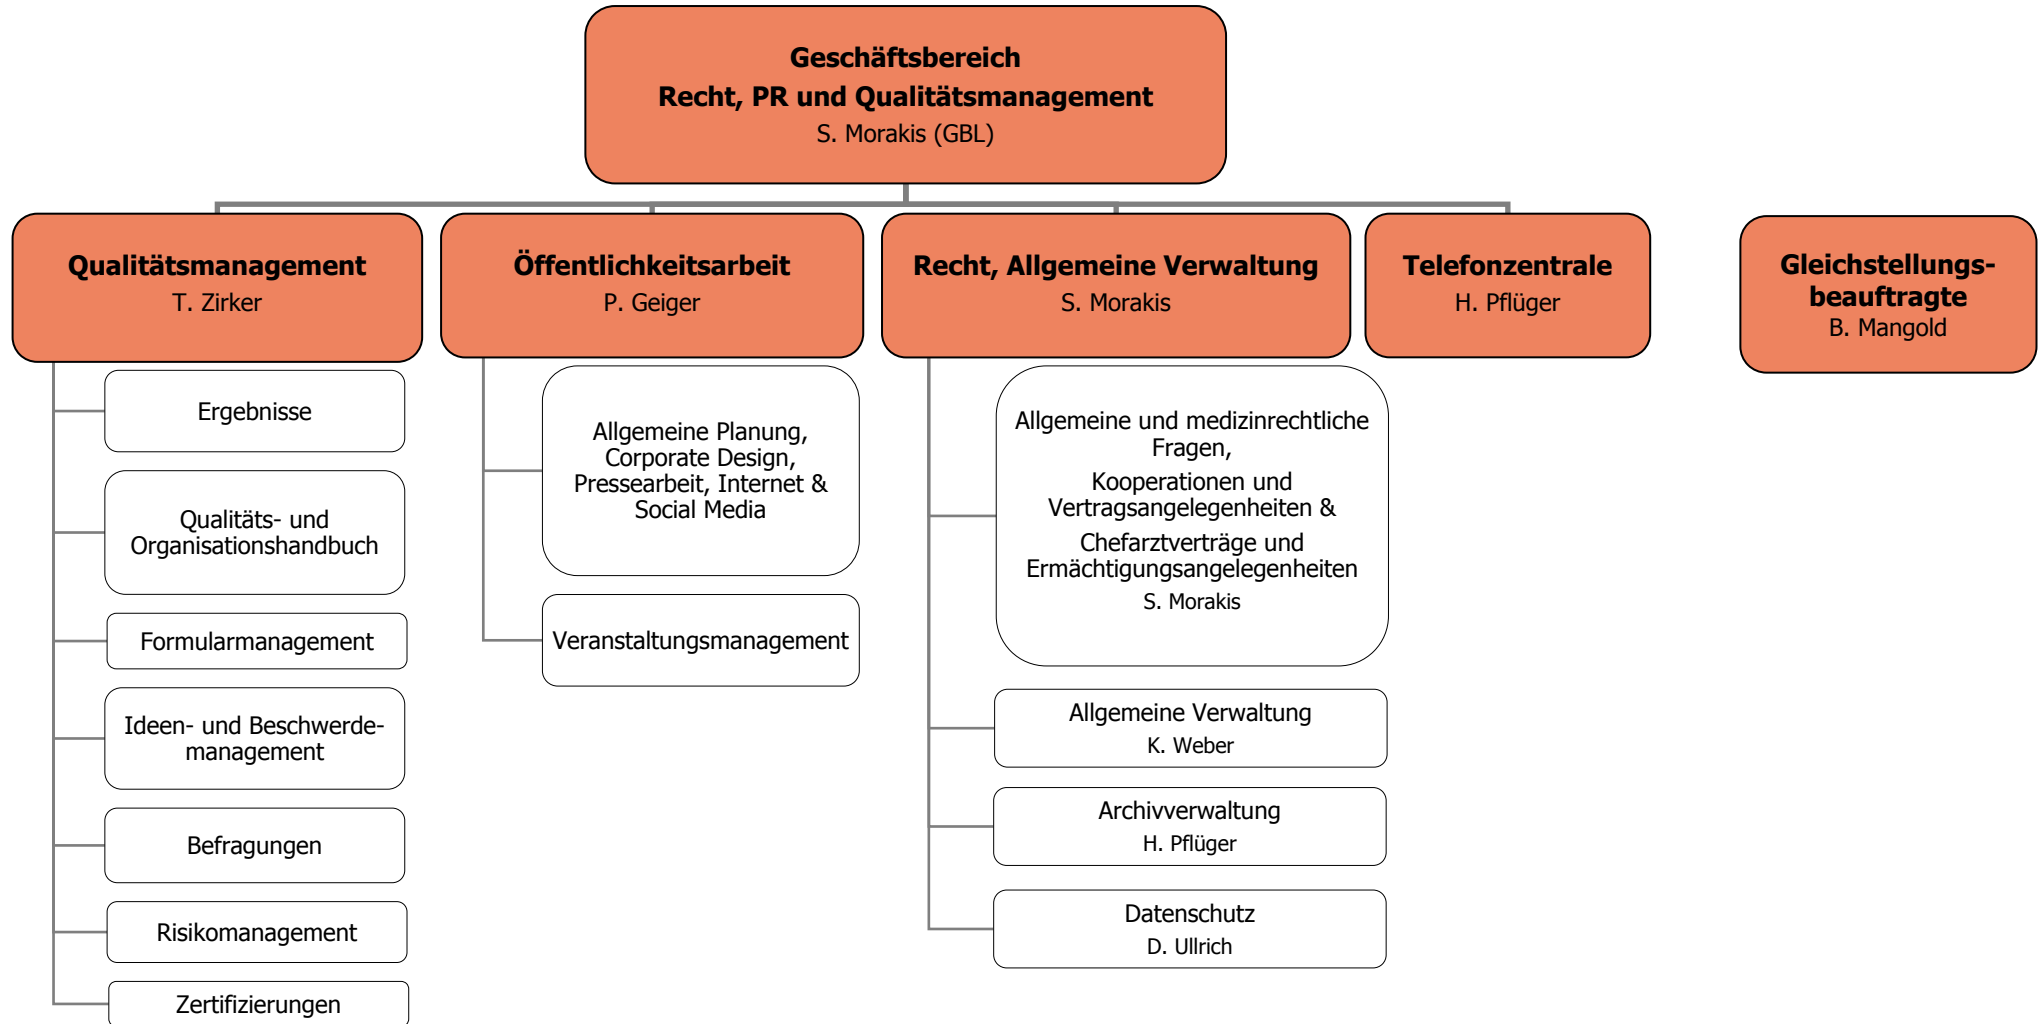 Geschäftsbereich
Recht, PR und Qualitätsmanagement
S. Morakis (GBL)
Qualitätsmanagement
T. Zirker
Öffentlichkeitsarbeit
P. Geiger
Recht, Allgemeine Verwaltung
S. Morakis
Telefonzentrale
H. Pflüger
Gleichstellungs-
beauftragte
B. Mangold
Ergebnisse
Qualitäts- und
Organisationshandbuch
Formularmanagement
Ideen- und Beschwerde-
management
Befragungen
Risikomanagement
Zertifizierungen
Allgemeine Planung,
Corporate Design,
Pressearbeit, Internet &
Social Media
Veranstaltungsmanagement
Allgemeine und medizinrechtliche
Fragen,
Kooperationen und
Vertragsangelegenheiten &
Chefarztverträge und
Ermächtigungsangelegenheiten
S. Morakis
Allgemeine Verwaltung
K. Weber
Archivverwaltung
H. Pflüger
Datenschutz
D. Ullrich